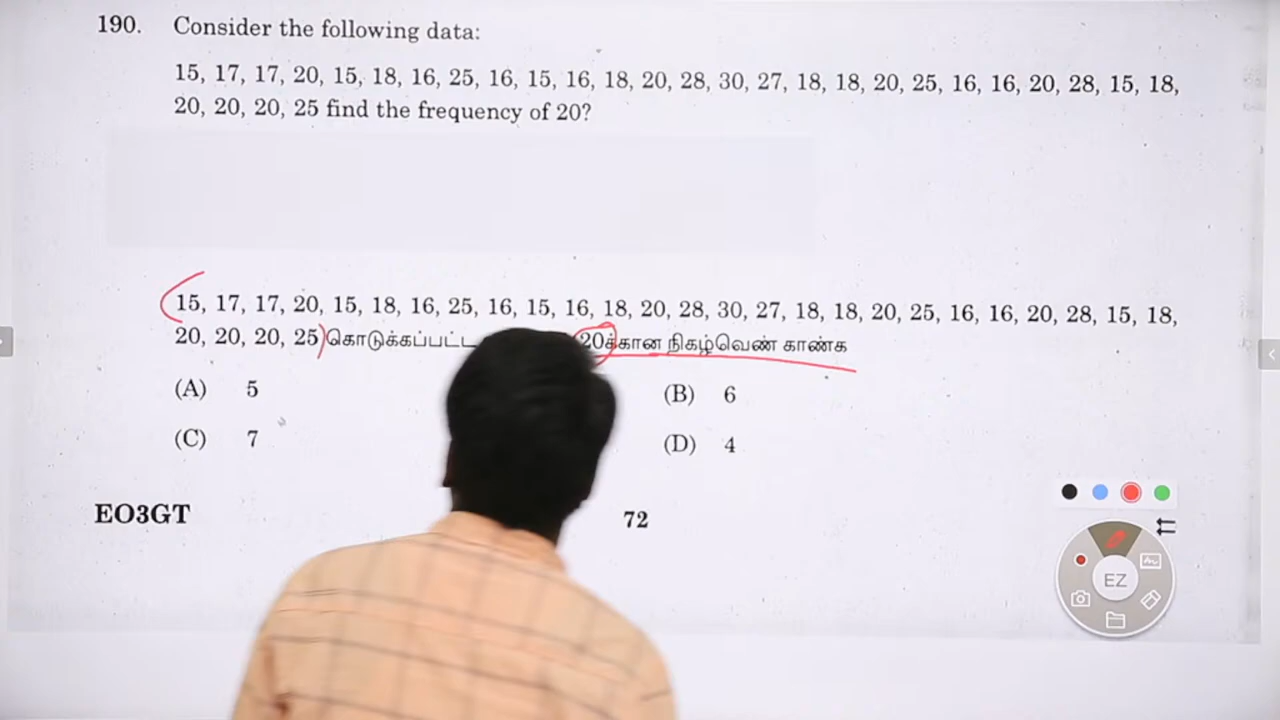 190. Consider the following data:
15, 17, 17, 20, 15, 18, 16, 25, 16, 15, 16, 18, 20, 28, 30, 27, 18, 18, 20, 25, 16, 16, 20, 28, 15, 18,
20, 20, 20, 25 find the frequency of 20?
15, 17, 17, 20, 15, 18, 16, 25, 16, 15, 16, 18, 20, 28, 30, 27, 18, 18, 20, 25, 16, 16, 20, 28, 15, 18,
20, 20, 20, 25 கொடுக்கப்பட்ட 20க்கான நிகழ்வெண் காண்க
(A) 5 (B) 6
(C) 7 (D) 4
EO3GT 72
EZ